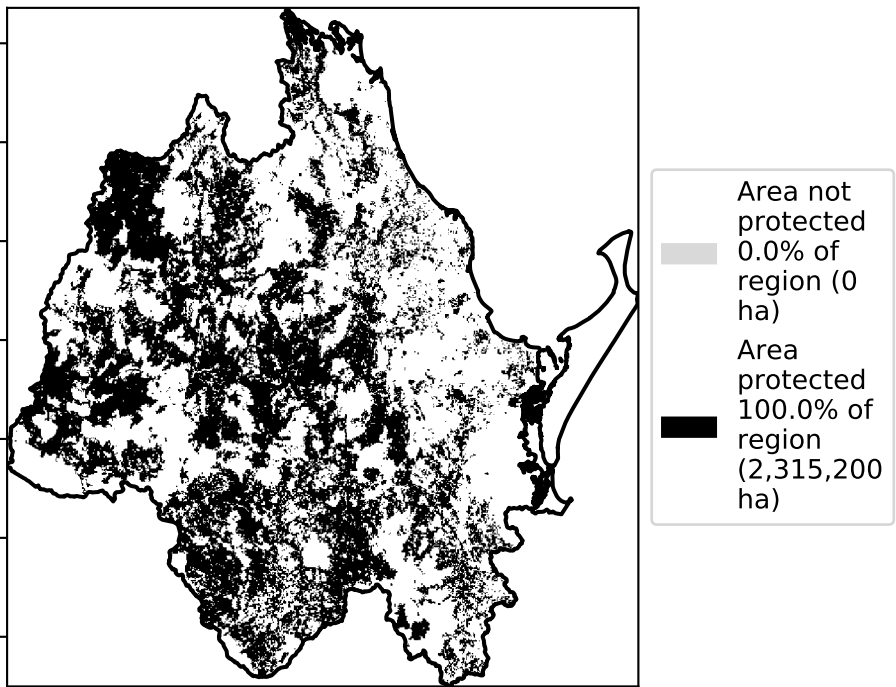 Area not
protected
0.0% of
region (0
ha)
Area
protected
100.0% of
region
(2,315,200
ha)